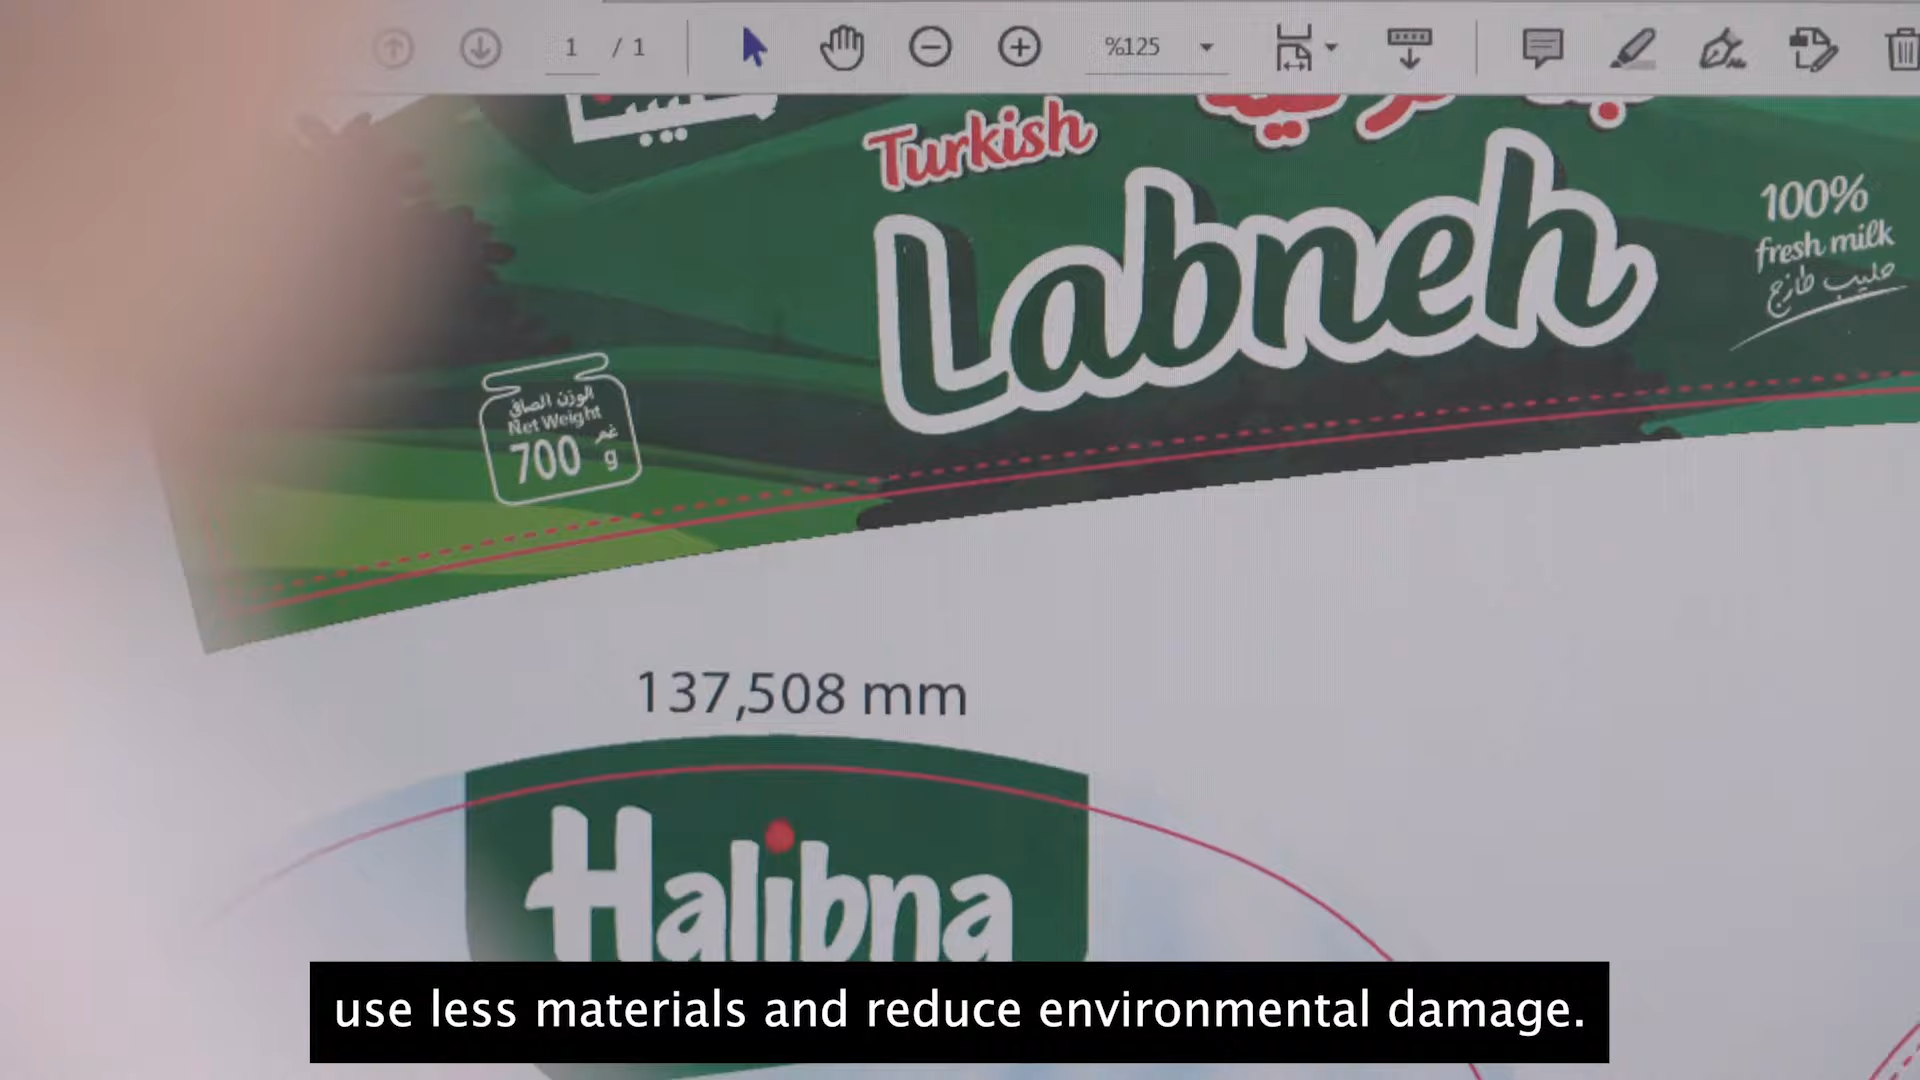 1 / 1
%125
Turkish
Labneh
100%
fresh milk
حليب طازج
الوزن الصافي
Net Weight
700 غم
g
137,508 mm
Halibna
use less materials and reduce environmental damage.